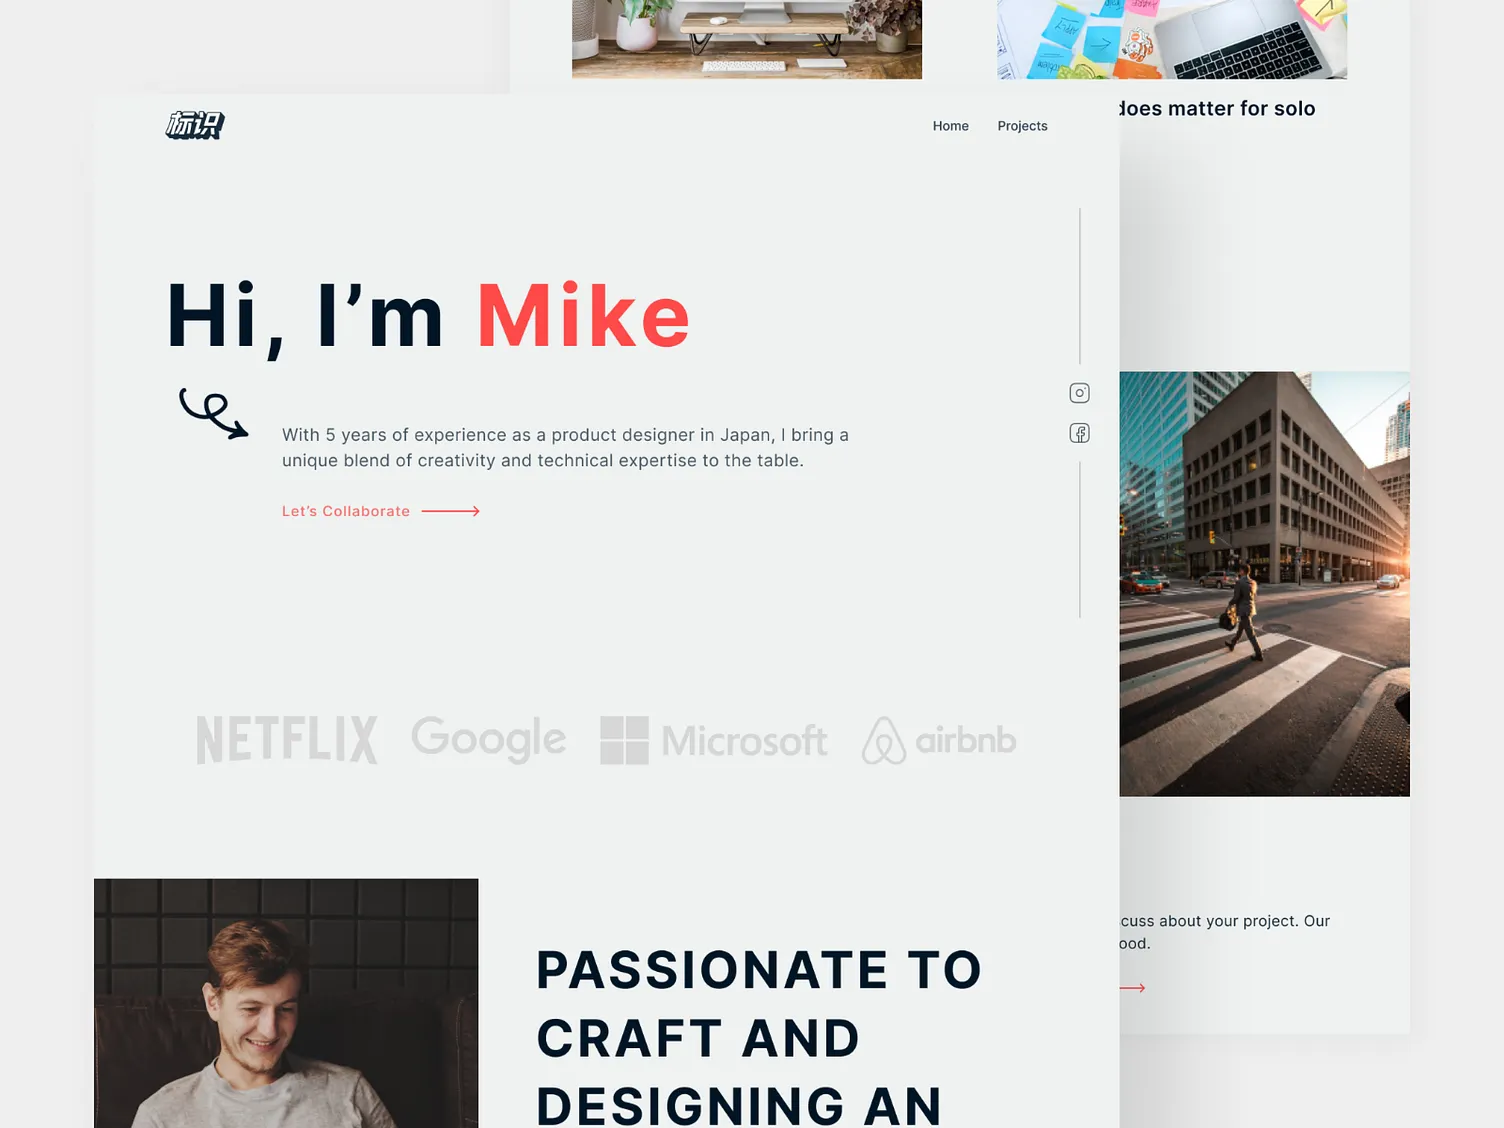 does matter for solo
标识
Home
Projects
Hi, I’m Mike
With 5 years of experience as a product designer in Japan, I bring a
unique blend of creativity and technical expertise to the table.
Let’s Collaborate
NETFLIX
Google
Microsoft
airbnb
cuss about your project. Our
ood.
PASSIONATE TO
CRAFT AND
DESIGNING AN